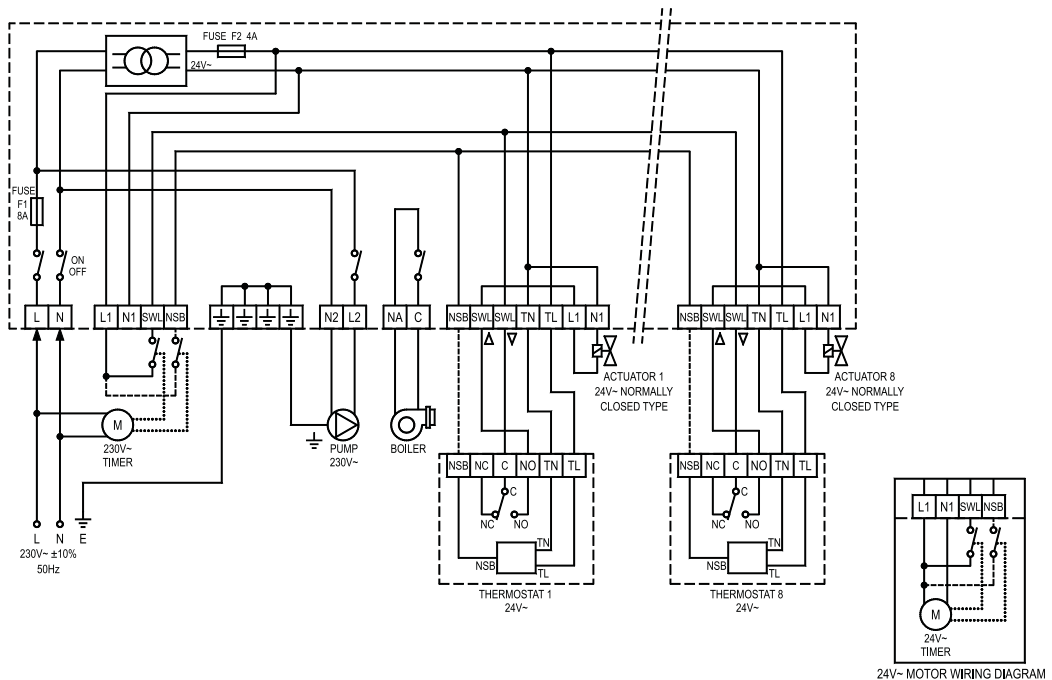 FUSE F2 4A
24V~
FUSE
F1
8A
ON
OFF
L N
L1 N1 SWL NSB
N2 L2
NA C
NSB SWL SWL TN TL L1 N1
NSB SWL SWL TN TL L1 N1
ACTUATOR 1
24V~ NORMALLY
CLOSED TYPE
ACTUATOR 8
24V~ NORMALLY
CLOSED TYPE
M
230V~
TIMER
PUMP
230V~
BOILER
NSB NC C NO TN TL
C
NC NO
TN
NSB
TL
THERMOSTAT 1
24V~
NSB NC C NO TN TL
C
NC NO
TN
NSB
TL
THERMOSTAT 8
24V~
L N E
230V~ ±10%
50Hz
L1 N1 SWL NSB
M
24V~
TIMER
24V~ MOTOR WIRING DIAGRAM